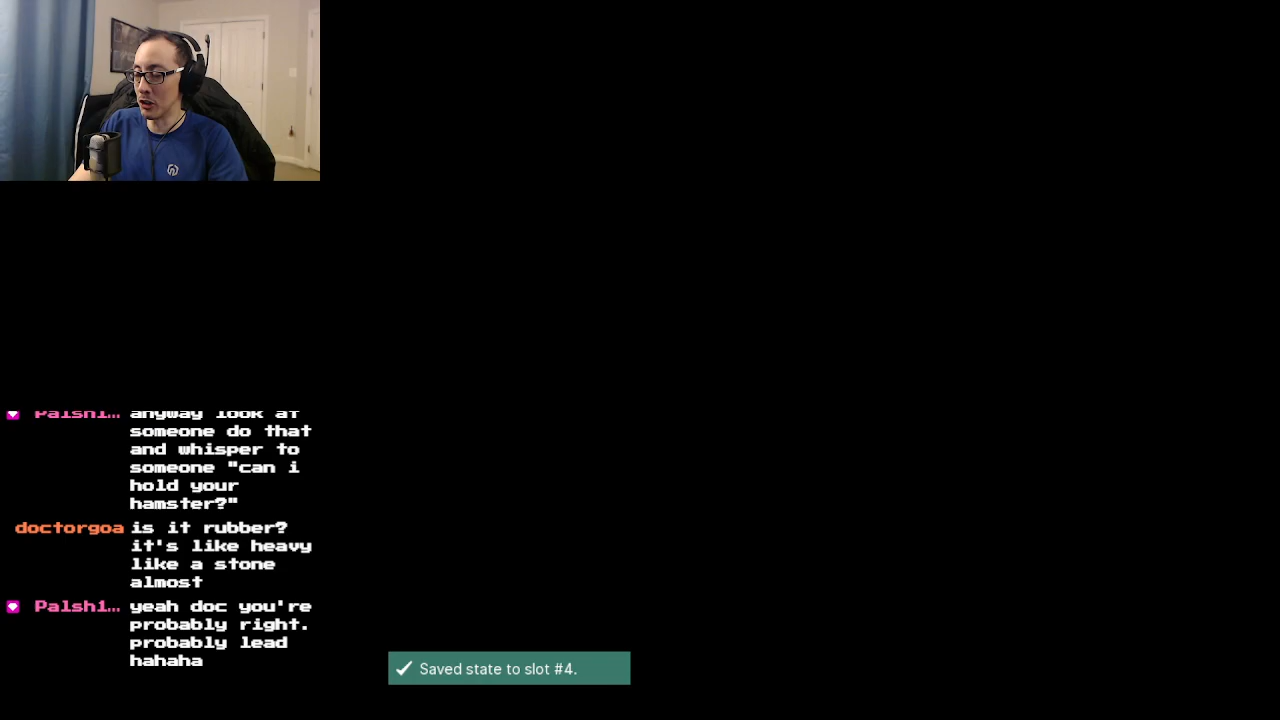 Palsh1... anyway look at
someone do that
and whisper to
someone "can i
hold your
hamster?"
doctorgoa is it rubber?
it's like heavy
like a stone
almost
Palsh1... yeah doc you're
probably right.
probably lead
hahaha
Saved state to slot #4.